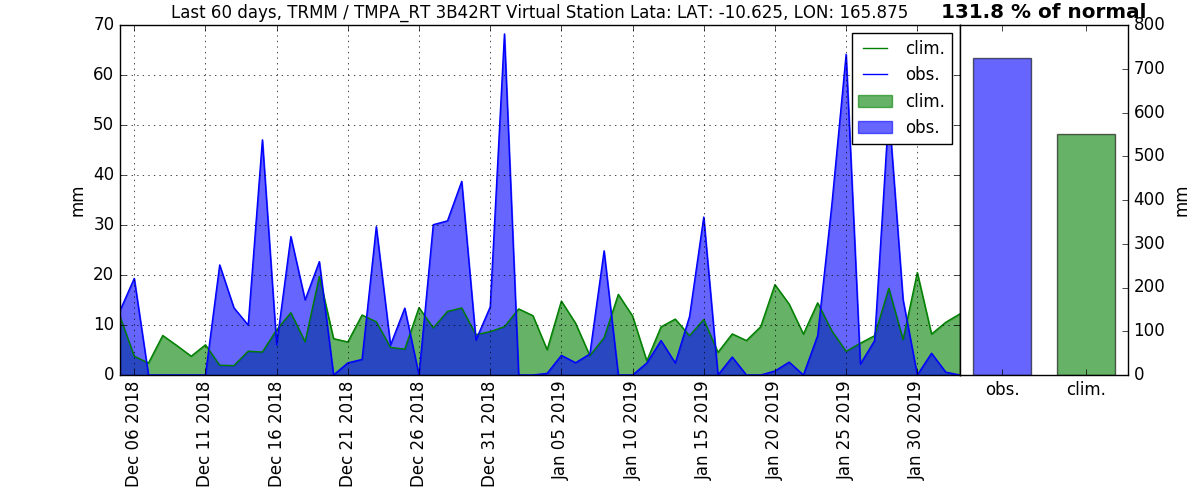 Last 60 days, TRMM / TMPA_RT 3B42RT Virtual Station Lata: LAT: -10.625, LON: 165.875
131.8 % of normal
70
60
50
40
30
20
10
0
mm
clim.
obs.
clim.
obs.
Dec 06 2018
Dec 11 2018
Dec 16 2018
Dec 21 2018
Dec 26 2018
Dec 31 2018
Jan 05 2019
Jan 10 2019
Jan 15 2019
Jan 20 2019
Jan 25 2019
Jan 30 2019
800
700
600
500
400
300
200
100
0
mm
obs.
clim.